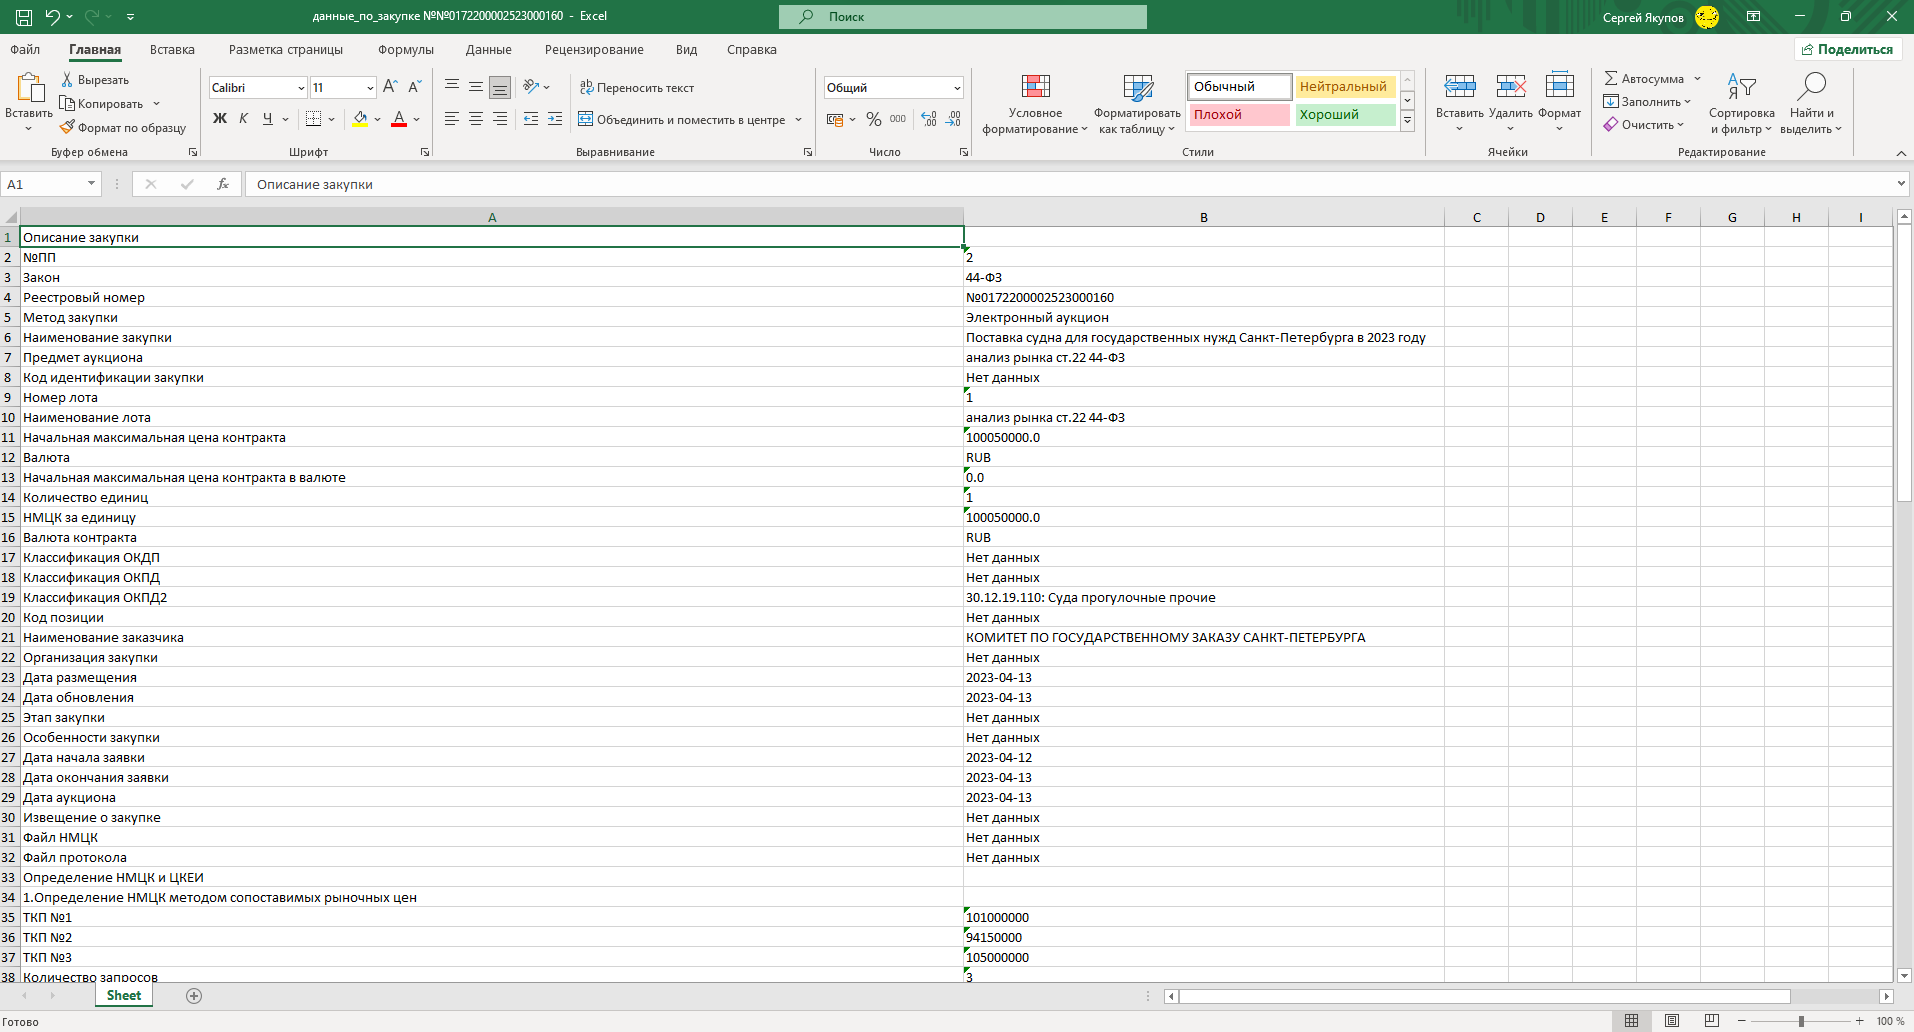 данные_по_закупке №№0172200002523000160 - Excel
Поиск
Сергей Якупов
Файл Главная Вставка Разметка страницы Формулы Данные Рецензирование Вид Справка
Поделиться
Вставить
Вырезать
Копировать
Формат по образцу
Буфер обмена
Calibri 11
Ж К Ч
Шрифт
Переносить текст
Объединить и поместить в центре
Выравнивание
Общий
% 000
Число
Условное форматирование
Форматировать как таблицу
Обычный Нейтральный
Плохой Хороший
Стили
Вставить Удалить Формат
Ячейки
Автосумма
Заполнить
Очистить
Сортировка и фильтр
Найти и выделить
Редактирование
A1
fx
Описание закупки
A B C D E F G H I
1 Описание закупки
2 №ПП 2
3 Закон 44-ФЗ
4 Реестровый номер №0172200002523000160
5 Метод закупки Электронный аукцион
6 Наименование закупки Поставка судна для государственных нужд Санкт-Петербурга в 2023 году
7 Предмет аукциона анализ рынка ст.22 44-ФЗ
8 Код идентификации закупки Нет данных
9 Номер лота 1
10 Наименование лота анализ рынка ст.22 44-ФЗ
11 Начальная максимальная цена контракта 100050000.0
12 Валюта RUB
13 Начальная максимальная цена контракта в валюте 0.0
14 Количество единиц 1
15 НМЦК за единицу 100050000.0
16 Валюта контракта RUB
17 Классификация ОКДП Нет данных
18 Классификация ОКПД Нет данных
19 Классификация ОКПД2 30.12.19.110: Суда прогулочные прочие
20 Код позиции Нет данных
21 Наименование заказчика КОМИТЕТ ПО ГОСУДАРСТВЕННОМУ ЗАКАЗУ САНКТ-ПЕТЕРБУРГА
22 Организация закупки Нет данных
23 Дата размещения 2023-04-13
24 Дата обновления 2023-04-13
25 Этап закупки Нет данных
26 Особенности закупки Нет данных
27 Дата начала заявки 2023-04-12
28 Дата окончания заявки 2023-04-13
29 Дата аукциона 2023-04-13
30 Извещение о закупке Нет данных
31 Файл НМЦК Нет данных
32 Файл протокола Нет данных
33 Определение НМЦК и ЦКЕИ
34 1.Определение НМЦК методом сопоставимых рыночных цен
35 ТКП №1 101000000
36 ТКП №2 94150000
37 ТКП №3 105000000
38 Количество запросов 3
Sheet
Готово
100 %